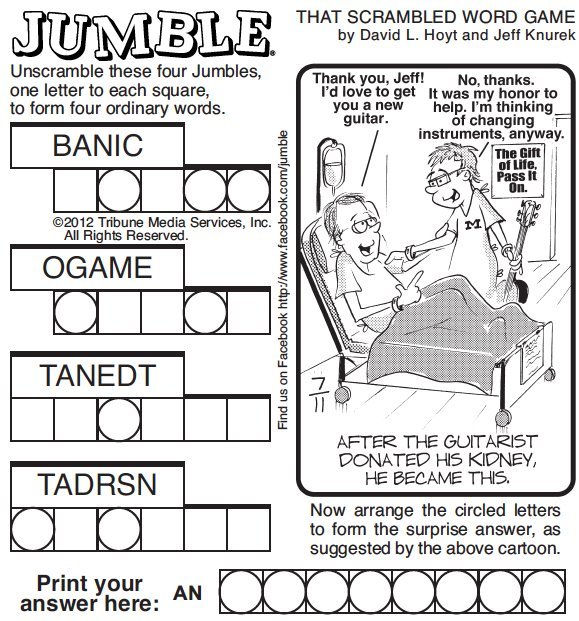 JUMBLE®
THAT SCRAMBLED WORD GAME
by David L. Hoyt and Jeff Knurek
Unscramble these four Jumbles,
one letter to each square,
to form four ordinary words.
BANIC
©2012 Tribune Media Services, Inc.
All Rights Reserved.
OGAME
TANEDT
TADRSN
Find us on Facebook http://www.facebook.com/jumble
Thank you, Jeff!
I'd love to get
you a new
guitar.
No, thanks.
It was my honor to
help. I'm thinking
of changing
instruments, anyway.
The Gift
of Life,
Pass It
On.
M
7/11
AFTER THE GUITARIST
DONATED HIS KIDNEY,
HE BECAME THIS.
Now arrange the circled letters
to form the surprise answer, as
suggested by the above cartoon.
Print your
answer here:
AN